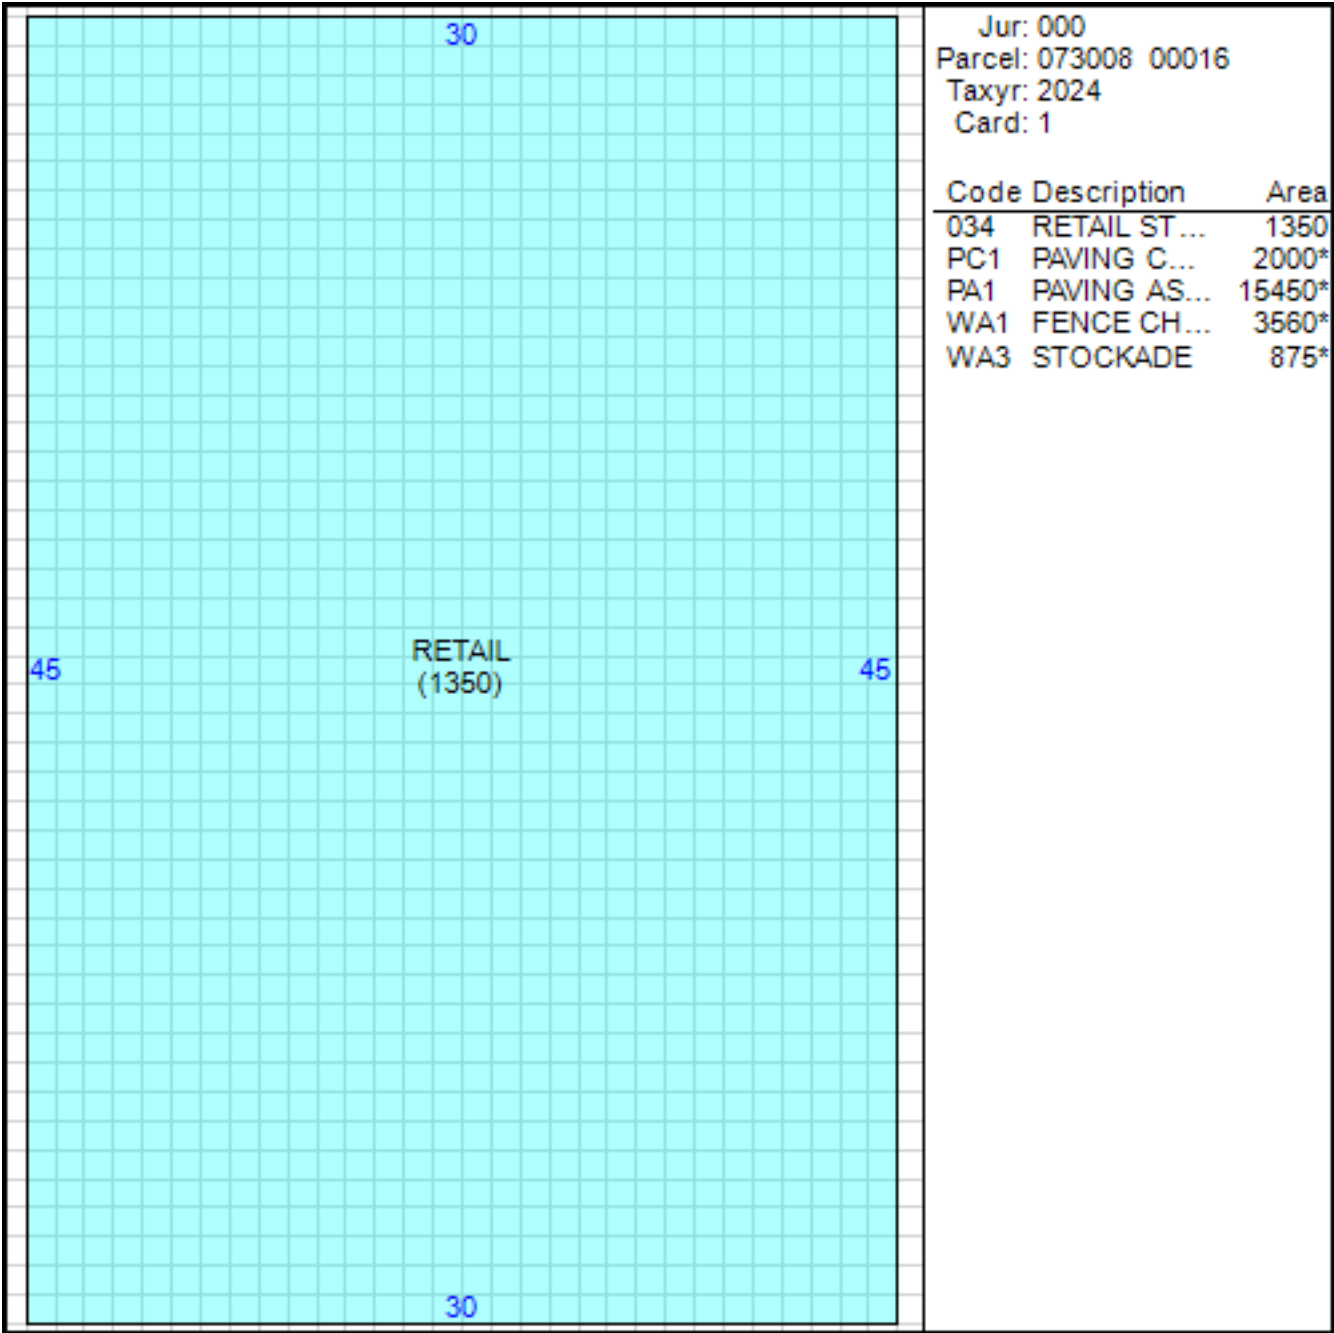 30
45
RETAIL
(1350)
45
30
Jur: 000
Parcel: 073008 00016
Taxyr: 2024
Card: 1
Code Description Area
034 RETAIL ST... 1350
PC1 PAVING C... 2000*
PA1 PAVING AS... 15450*
WA1 FENCE CH... 3560*
WA3 STOCKADE 875*